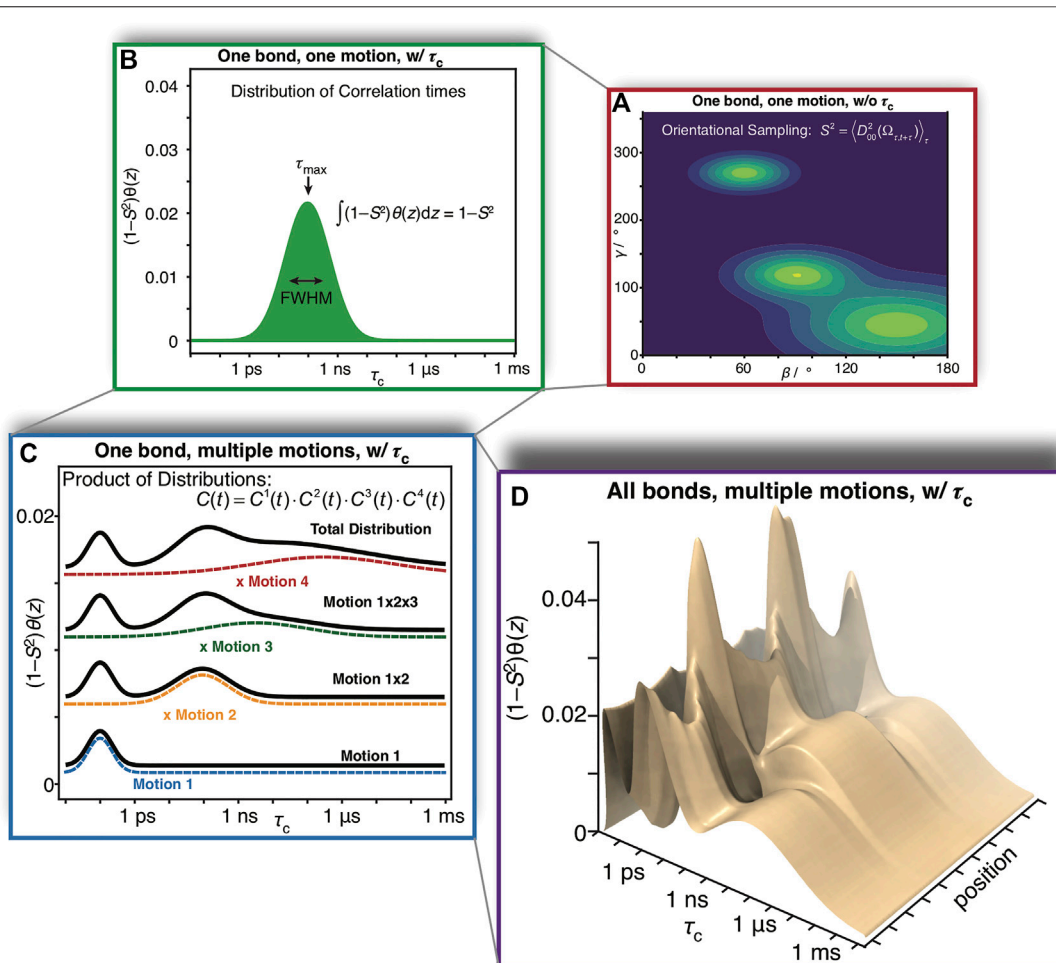 B
One bond, one motion, w/ τc
Distribution of Correlation times
τmax
∫(1–S²)θ(z)dz = 1–S²
FWHM
(1–S²)θ(z)
0.04
0.03
0.02
0.01
0
1 ps
1 ns
1 µs
1 ms
τc
A
One bond, one motion, w/o τc
Orientational Sampling: S² = ⟨D²₀₀(Ωτ,t+τ)⟩τ
γ / °
300
200
100
0
0
60
120
180
β / °
C
One bond, multiple motions, w/ τc
Product of Distributions:
C(t) = C¹(t)·C²(t)·C³(t)·C⁴(t)
0.02
Total Distribution
x Motion 4
Motion 1x2x3
x Motion 3
Motion 1x2
x Motion 2
Motion 1
Motion 1
(1–S²)θ(z)
0
1 ps
1 ns
τc
1 µs
1 ms
D
All bonds, multiple motions, w/ τc
(1–S²)θ(z)
0.04
0.02
0
1 ps
1 ns
τc
1 µs
1 ms
position